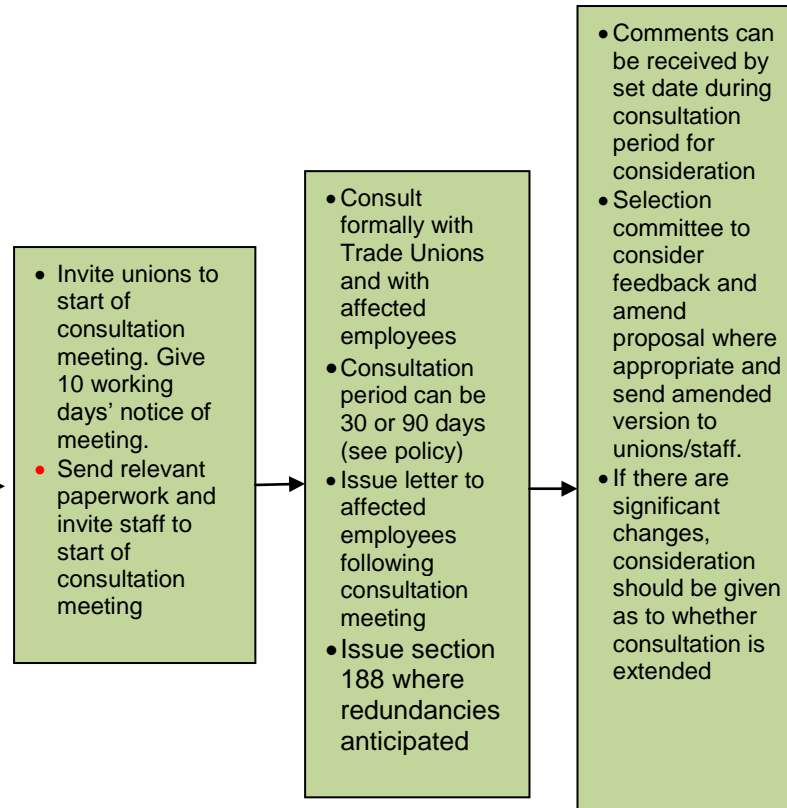 • Invite unions to
start of
consultation
meeting. Give
10 working
days’ notice of
meeting.
• Send relevant
paperwork and
invite staff to
start of
consultation
meeting
• Consult
formally with
Trade Unions
and with
affected
employees
• Consultation
period can be
30 or 90 days
(see policy)
• Issue letter to
affected
employees
following
consultation
meeting
• Issue section
188 where
redundancies
anticipated
• Comments can
be received by
set date during
consultation
period for
consideration
• Selection
committee to
consider
feedback and
amend
proposal where
appropriate and
send amended
version to
unions/staff.
• If there are
significant
changes,
consideration
should be given
as to whether
consultation is
extended